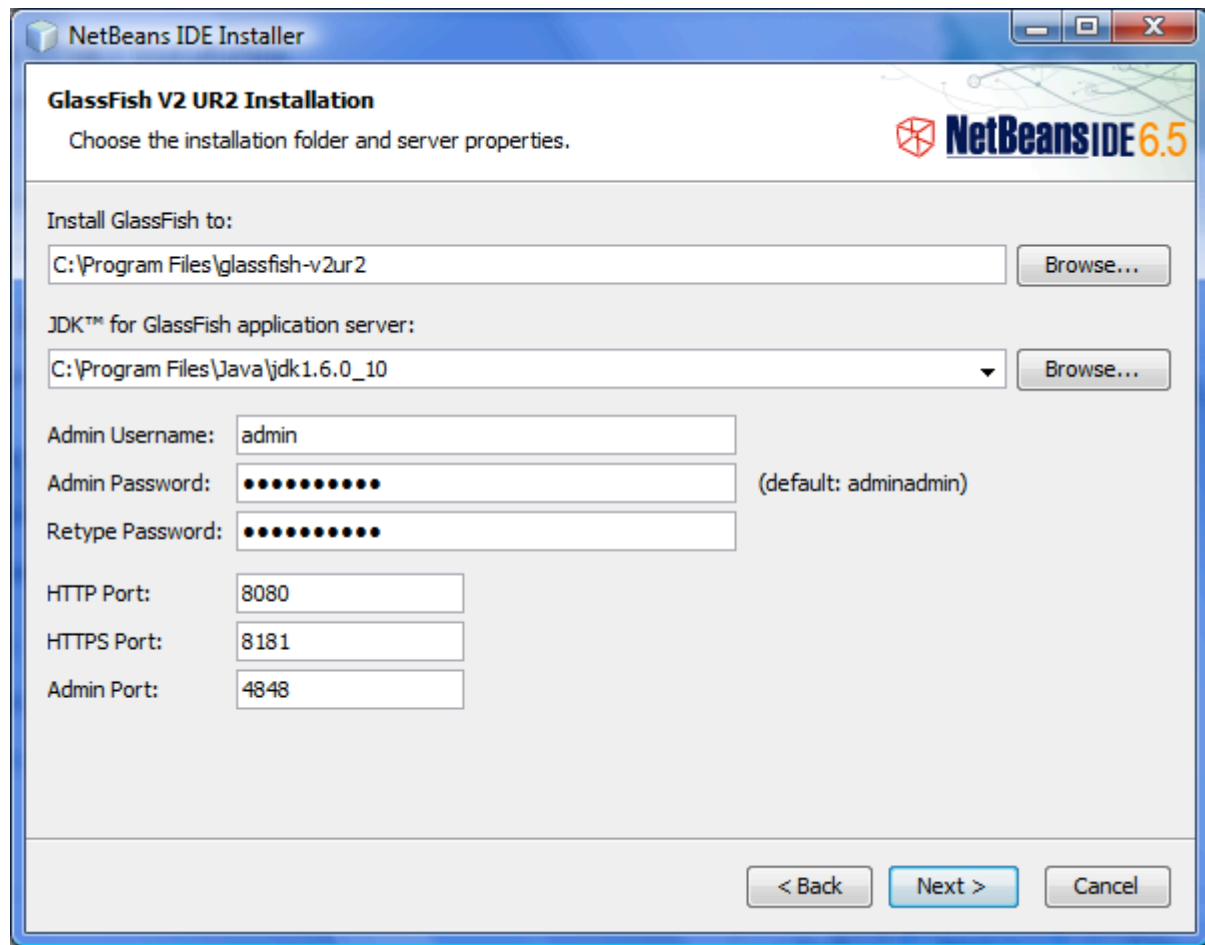 NetBeans IDE Installer
GlassFish V2 UR2 Installation
Choose the installation folder and server properties.
NetBeans IDE 6.5
Install GlassFish to:
C:\Program Files\glassfish-v2ur2 Browse...
JDK™ for GlassFish application server:
C:\Program Files\Java\jdk1.6.0_10 Browse...
Admin Username: admin
Admin Password: •••••••••• (default: adminadmin)
Retype Password: ••••••••••
HTTP Port: 8080
HTTPS Port: 8181
Admin Port: 4848
< Back Next > Cancel